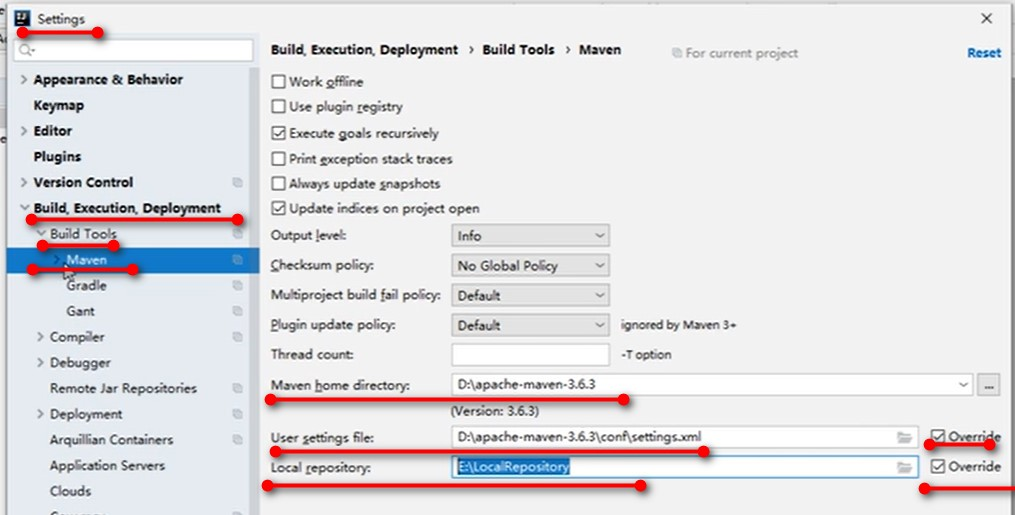 Settings
Build, Execution, Deployment › Build Tools › Maven
For current project
Reset
Appearance & Behavior
Keymap
Editor
Plugins
Version Control
Build, Execution, Deployment
Build Tools
Maven
Gradle
Gant
Compiler
Debugger
Remote Jar Repositories
Deployment
Arquillian Containers
Application Servers
Clouds
Work offline
Use plugin registry
Execute goals recursively
Print exception stack traces
Always update snapshots
Update indices on project open
Output level: Info
Checksum policy: No Global Policy
Multiproject build fail policy: Default
Plugin update policy: Default ignored by Maven 3+
Thread count: -T option
Maven home directory: D:\apache-maven-3.6.3 ...
(Version: 3.6.3)
User settings file: D:\apache-maven-3.6.3\conf\settings.xml Override
Local repository: E:\LocalRepository Override